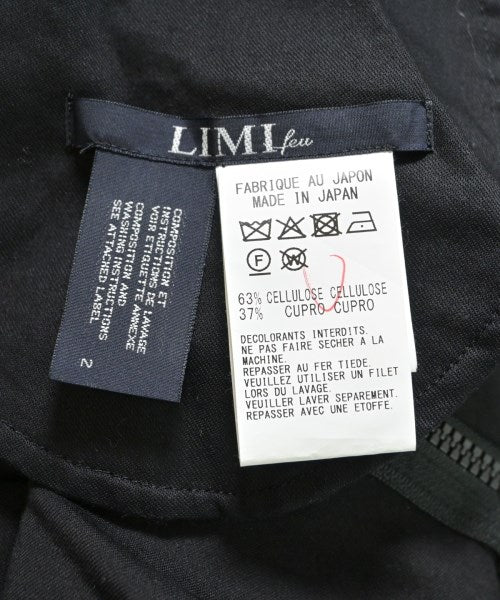 LIMI feu
COMPOSITION ET
INSTRUCTIONS DE LAVAGE
VOIR ETIQUETTE ANNEXE
COMPOSITION AND
WASHING INSTRUCTIONS
SEE ATTACHED LABEL
2
FABRIQUE AU JAPON
MADE IN JAPAN
F W
63% CELLULOSE CELLULOSE
37% CUPRO CUPRO
DECOLORANTS INTERDITS.
NE PAS FAIRE SECHER A LA
MACHINE.
REPASSER AU FER TIEDE.
VEUILLEZ UTILISER UN FILET
LORS DU LAVAGE.
VEUILLER LAVER SEPAREMENT.
REPASSER AVEC UNE ETOFFE.